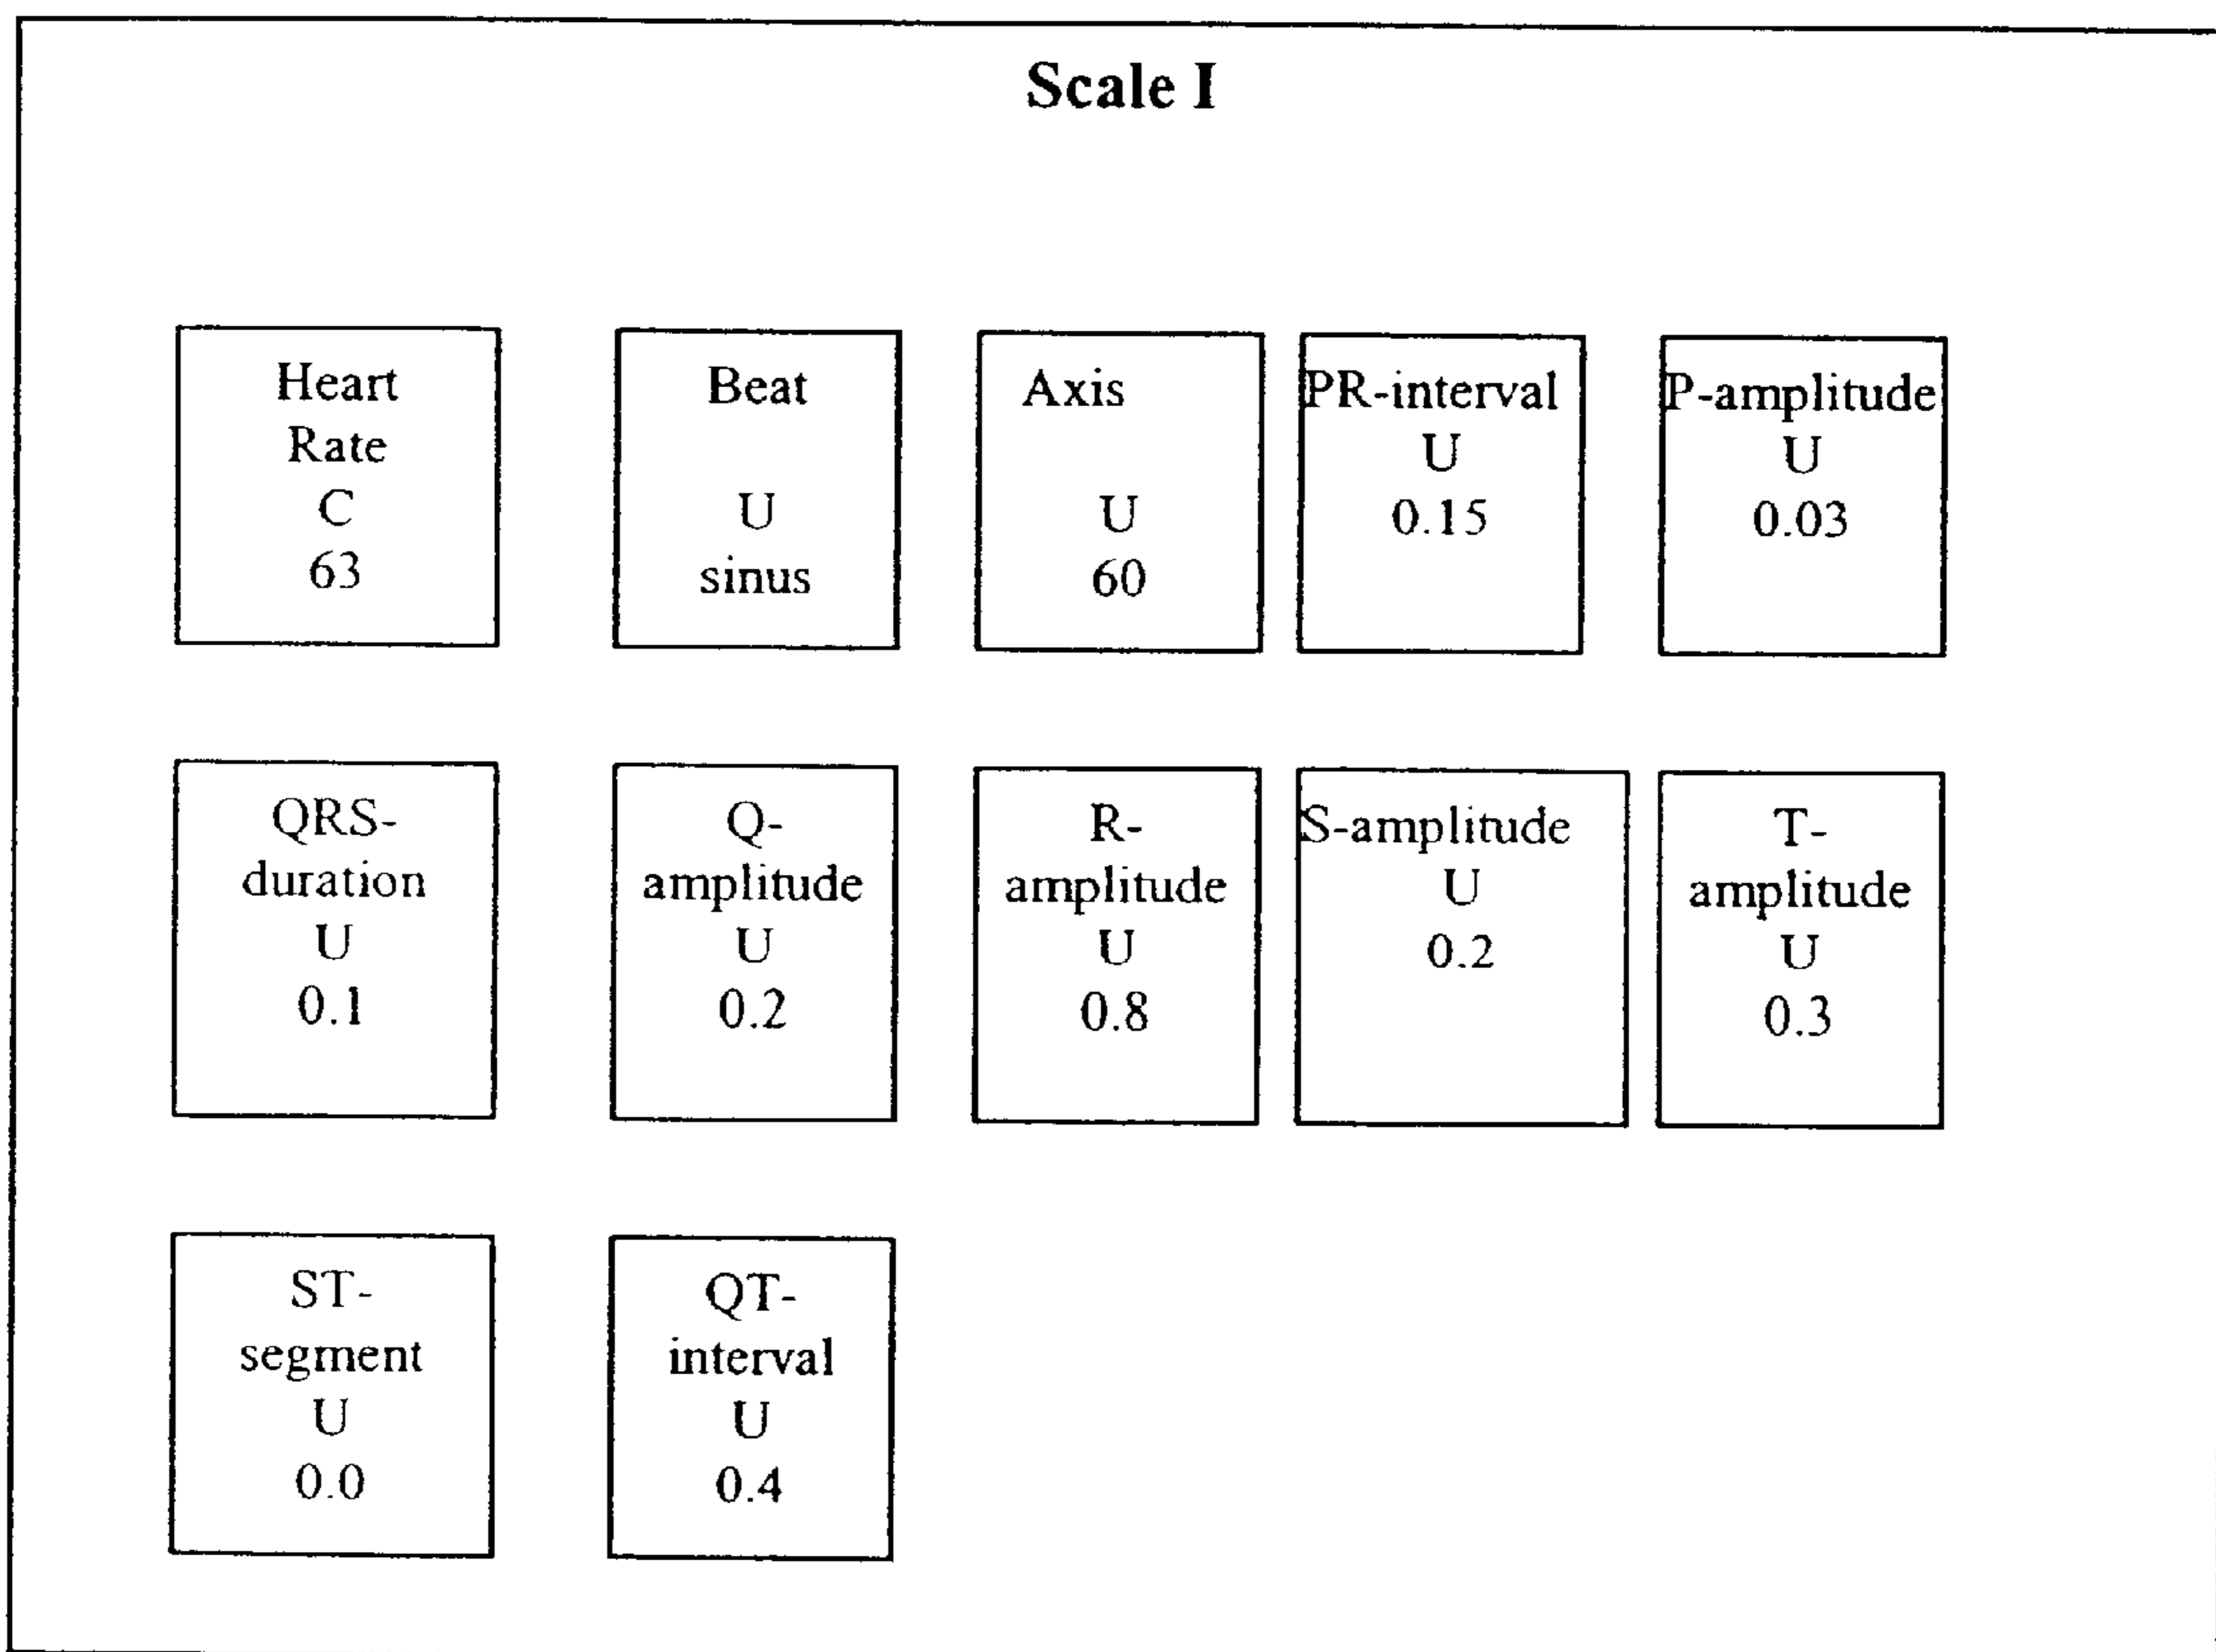 Scale I
Heart
Rate
C
63
Beat
U
sinus
Axis
U
60
PR-interval
U
0.15
P-amplitude
U
0.03
QRS-
duration
U
0.1
Q-
amplitude
U
0.2
R-
amplitude
U
0.8
S-amplitude
U
0.2
T-
amplitude
U
0.3
ST-
segment
U
0.0
QT-
interval
U
0.4